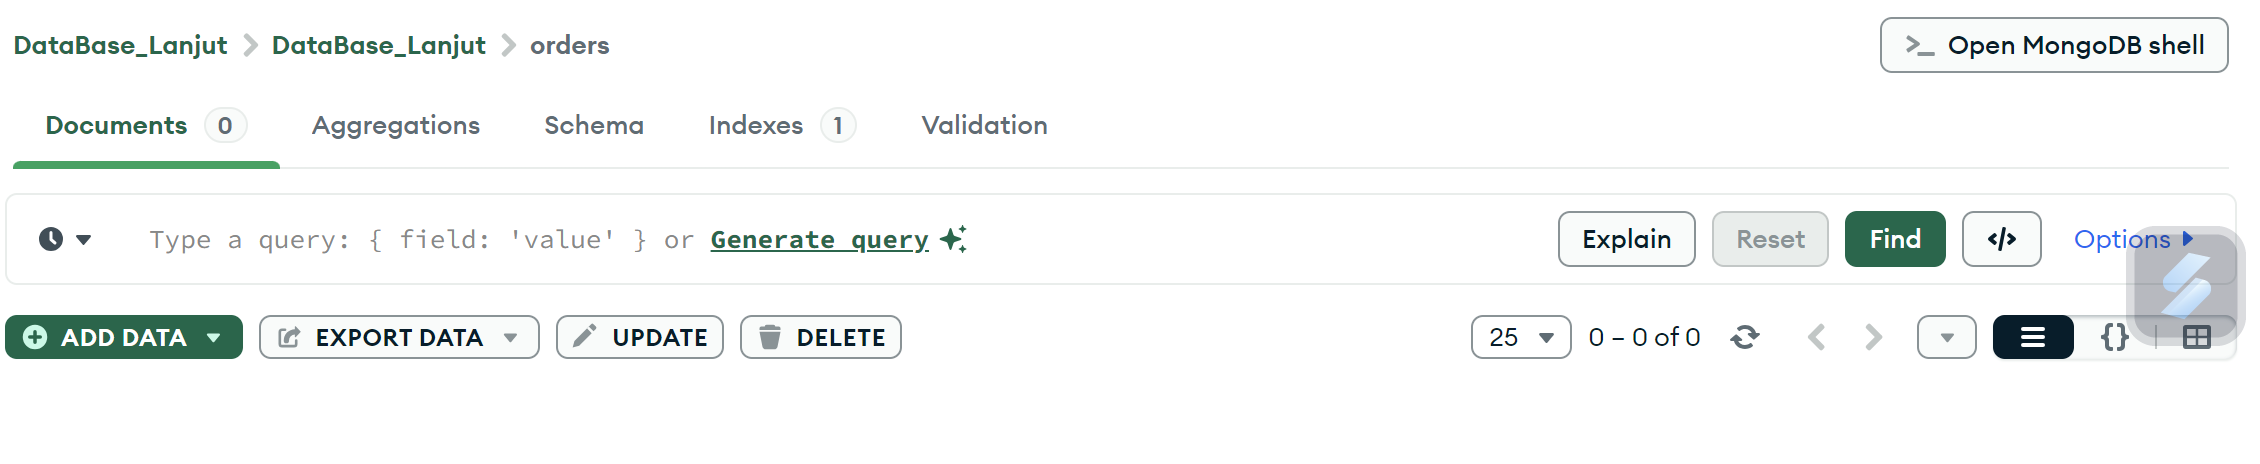 DataBase_Lanjut > DataBase_Lanjut > orders
>_ Open MongoDB shell
Documents 0 Aggregations Schema Indexes 1 Validation
Type a query: { field: 'value' } or Generate query
Explain Reset Find </> Options
ADD DATA EXPORT DATA UPDATE DELETE
25 0 – 0 of 0 {}